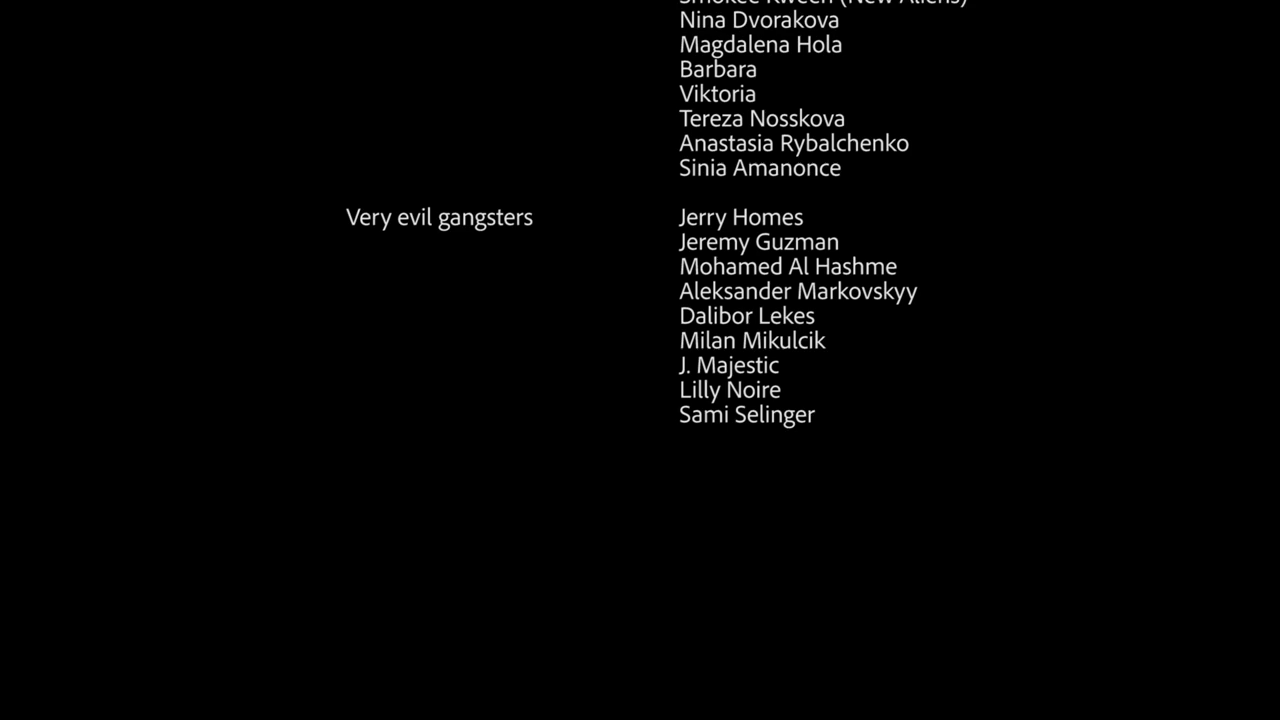 Nina Dvorakova
Magdalena Hola
Barbara
Viktoria
Tereza Nosskova
Anastasia Rybalchenko
Sinia Amanonce
Very evil gangsters Jerry Homes
Jeremy Guzman
Mohamed Al Hashme
Aleksander Markovskyy
Dalibor Lekes
Milan Mikulcik
J. Majestic
Lilly Noire
Sami Selinger